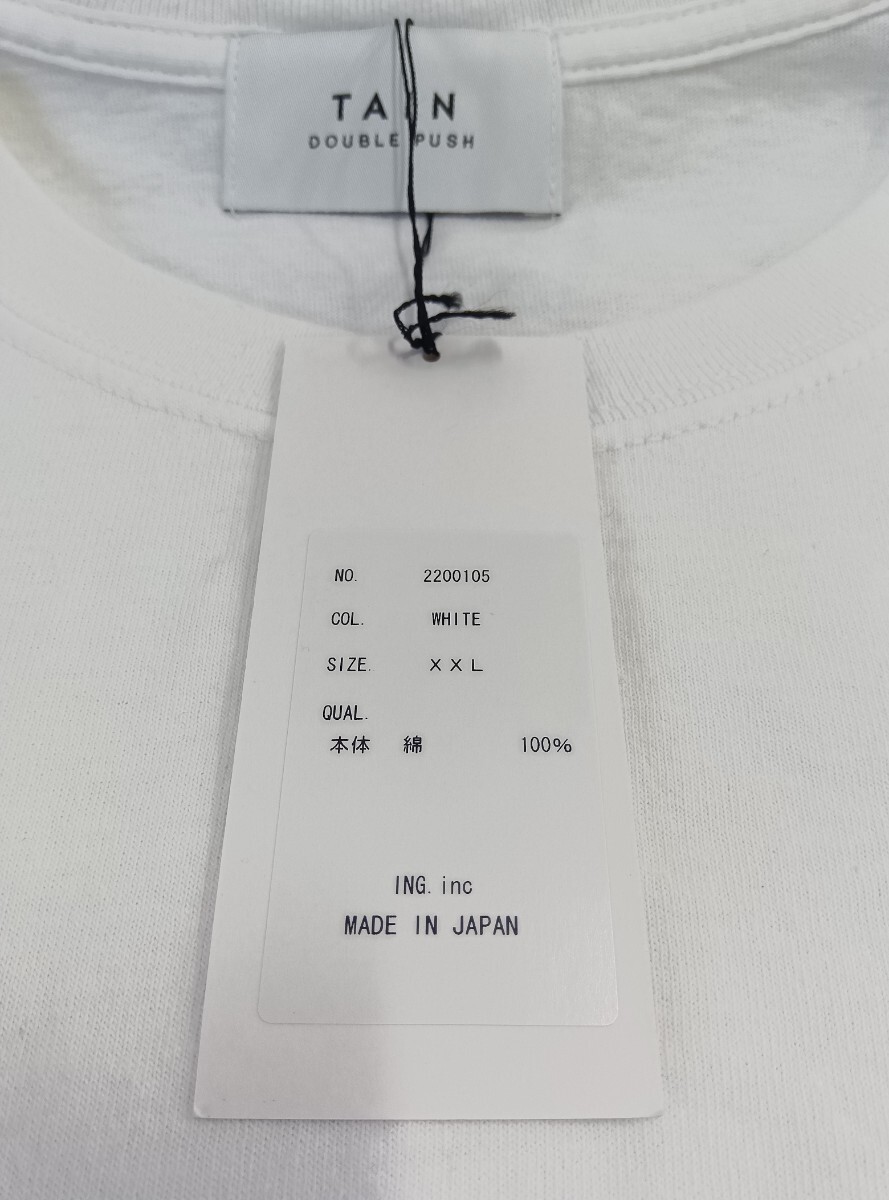 TAIN
DOUBLE PUSH
NO. 2200105
COL. WHITE
SIZE. XXL
QUAL.
本体 綿 100%
ING. inc
MADE IN JAPAN